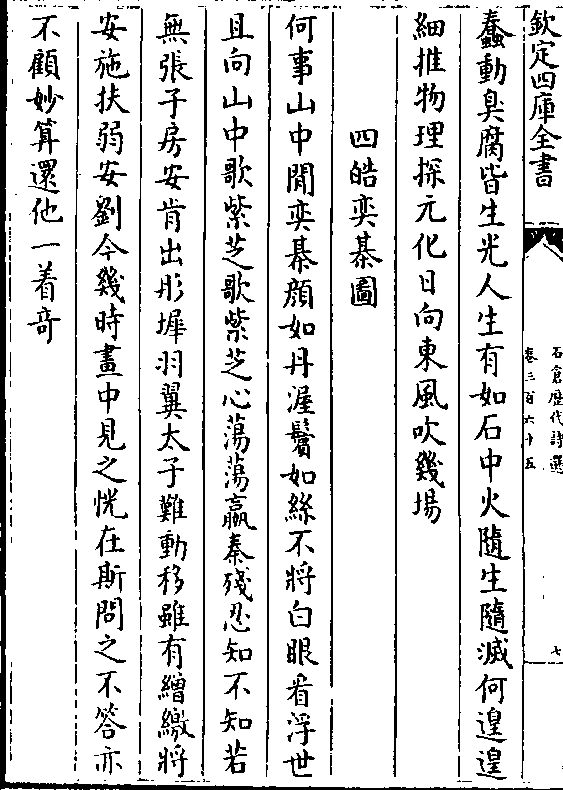 欽定四庫全書
石倉歴代詩選
卷三百六十五
七
蠢動臭腐皆生光人生有如石中火隨生隨滅何遑遑
細推物理探元化日向東風吹幾場
四皓奕棊圖
何事山中閒奕棊顔如丹渥鬢如絲不將白眼看浮世
且向山中歌紫芝歌紫芝心蕩蕩嬴秦殘忍知不知若
無張子房安肯出彤墀羽翼太子難動移雖有繒繳將
安施扶弱安劉今幾時畫中見之恍在斯問之不答亦
不顧妙算還他一着奇